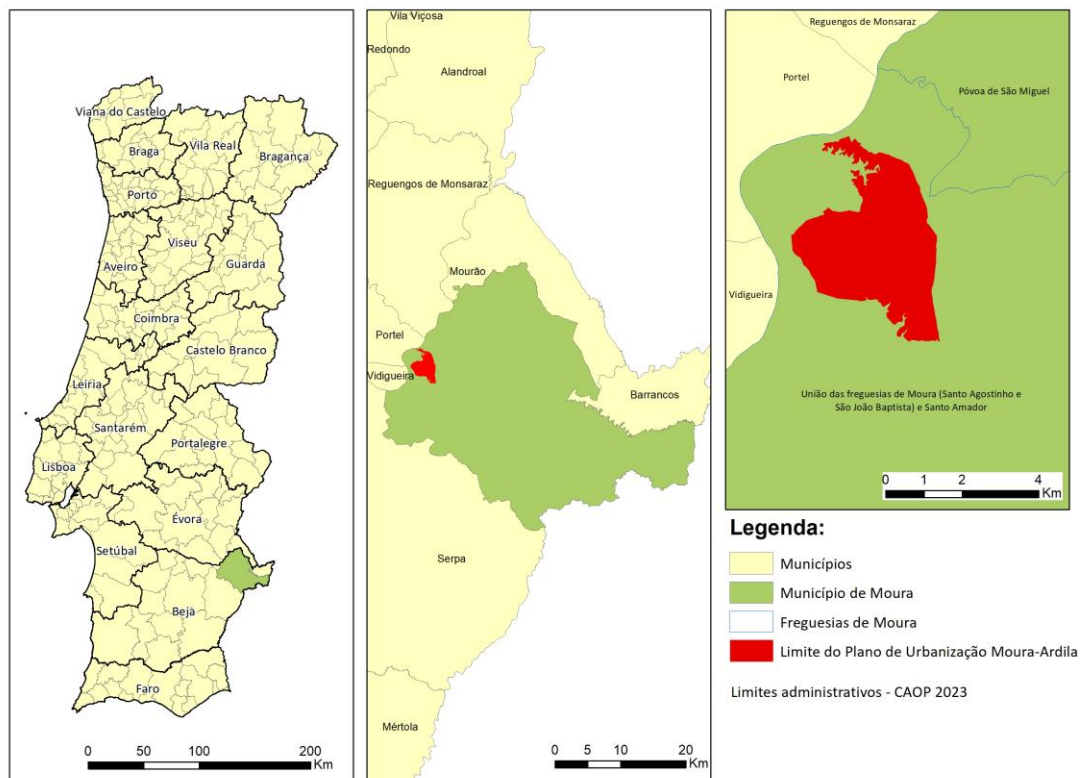 Viana do Castelo
Braga
Vila Real
Bragança
Porto
Viseu
Aveiro
Guarda
Coimbra
Castelo Branco
Leiria
Santarém
Portalegre
Lisboa
Évora
Setúbal
Beja
Faro
0 50 100 200
Km
Vila Viçosa
Redondo
Alandroal
Reguengos de Monsaraz
Mourão
Portel
Vidigueira
Barrancos
Serpa
Mértola
0 5 10 20
Km
Reguengos de Monsaraz
Portel
Póvoa de São Miguel
Vidigueira
União das freguesias de Moura (Santo Agostinho e
São João Baptista) e Santo Amador
0 1 2 4
Km
Legenda:
Municípios
Município de Moura
Freguesias de Moura
Limite do Plano de Urbanização Moura-Ardila
Limites administrativos - CAOP 2023